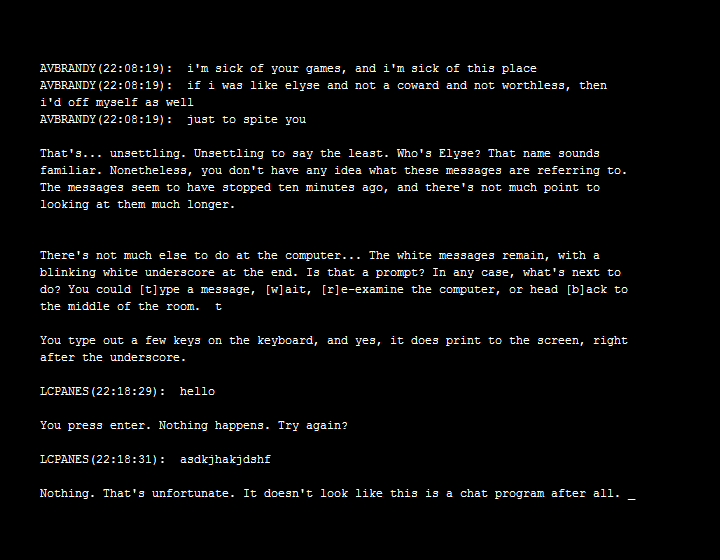 AVBRANDY(22:08:19):  i'm sick of your games, and i'm sick of this place
AVBRANDY(22:08:19):  if i was like elyse and not a coward and not worthless, then
i'd off myself as well
AVBRANDY(22:08:19):  just to spite you
That's... unsettling. Unsettling to say the least. Who's Elyse? That name sounds
familiar. Nonetheless, you don't have any idea what these messages are referring to.
The messages seem to have stopped ten minutes ago, and there's not much point to
looking at them much longer.
There's not much else to do at the computer... The white messages remain, with a
blinking white underscore at the end. Is that a prompt? In any case, what's next to
do? You could [t]ype a message, [w]ait, [r]e-examine the computer, or head [b]ack to
the middle of the room.  t
You type out a few keys on the keyboard, and yes, it does print to the screen, right
after the underscore.
LCPANES(22:18:29):  hello
You press enter. Nothing happens. Try again?
LCPANES(22:18:31):  asdkjhakjdshf
Nothing. That's unfortunate. It doesn't look like this is a chat program after all. _